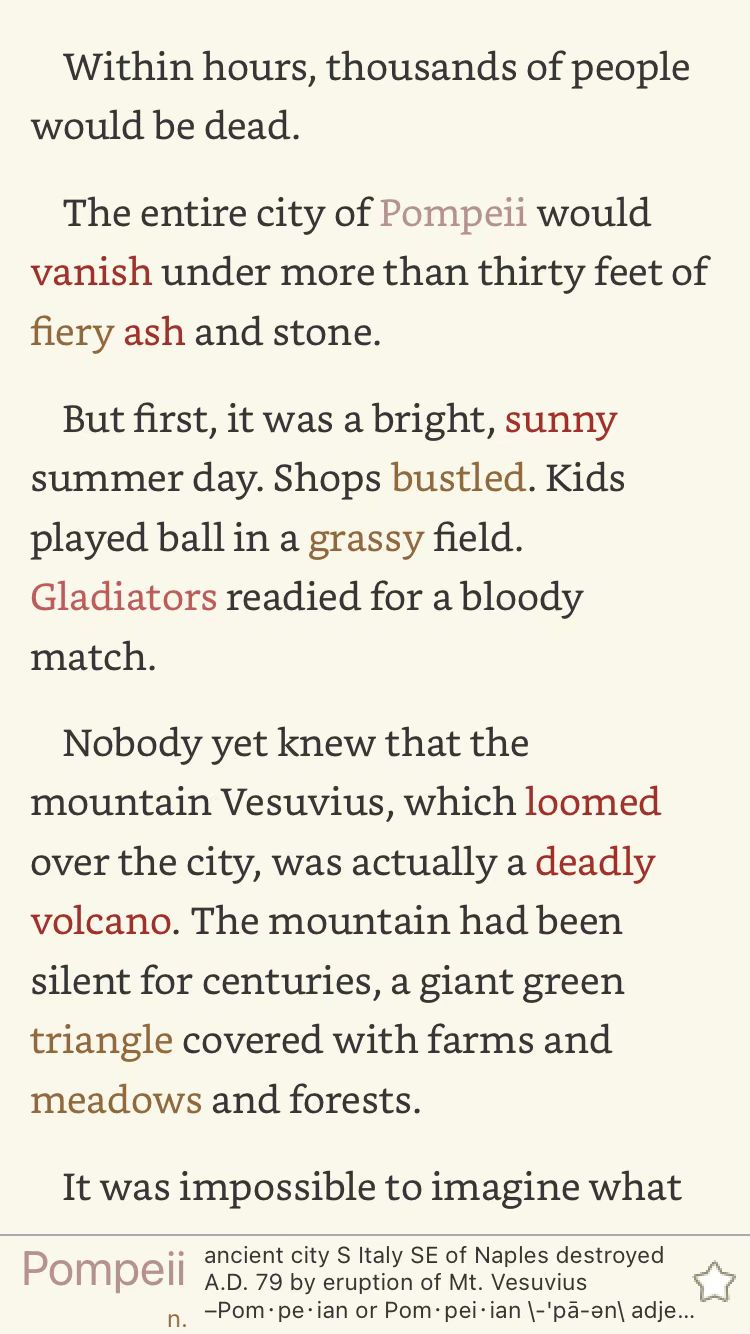 Within hours, thousands of people
would be dead.
The entire city of Pompeii would
vanish under more than thirty feet of
fiery ash and stone.
But first, it was a bright, sunny
summer day. Shops bustled. Kids
played ball in a grassy field.
Gladiators readied for a bloody
match.
Nobody yet knew that the
mountain Vesuvius, which loomed
over the city, was actually a deadly
volcano. The mountain had been
silent for centuries, a giant green
triangle covered with farms and
meadows and forests.
It was impossible to imagine what
Pompeii
n.
ancient city S Italy SE of Naples destroyed
A.D. 79 by eruption of Mt. Vesuvius
–Pom·pe·ian or Pom·pei·ian \-'pā-ən\ adje...